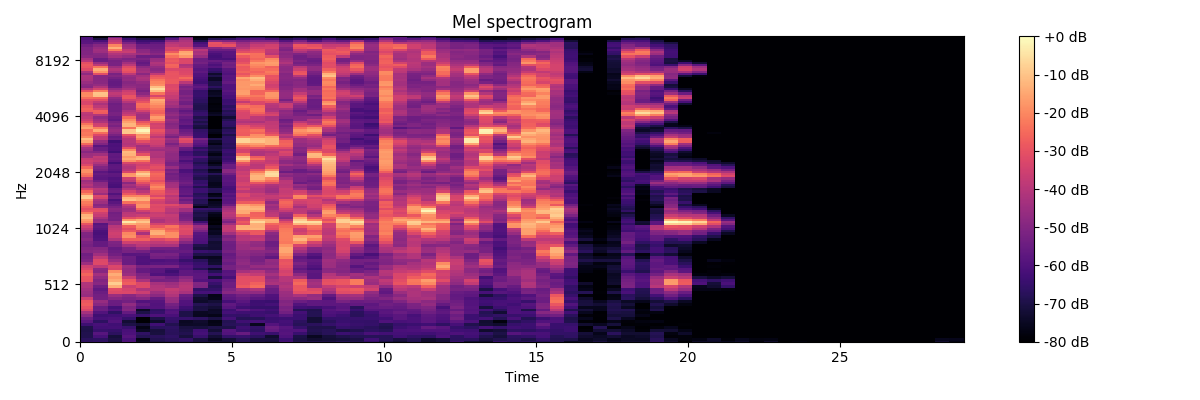 Mel spectrogram
Hz
8192
4096
2048
1024
512
0
0 5 10 15 20 25
Time
+0 dB
-10 dB
-20 dB
-30 dB
-40 dB
-50 dB
-60 dB
-70 dB
-80 dB